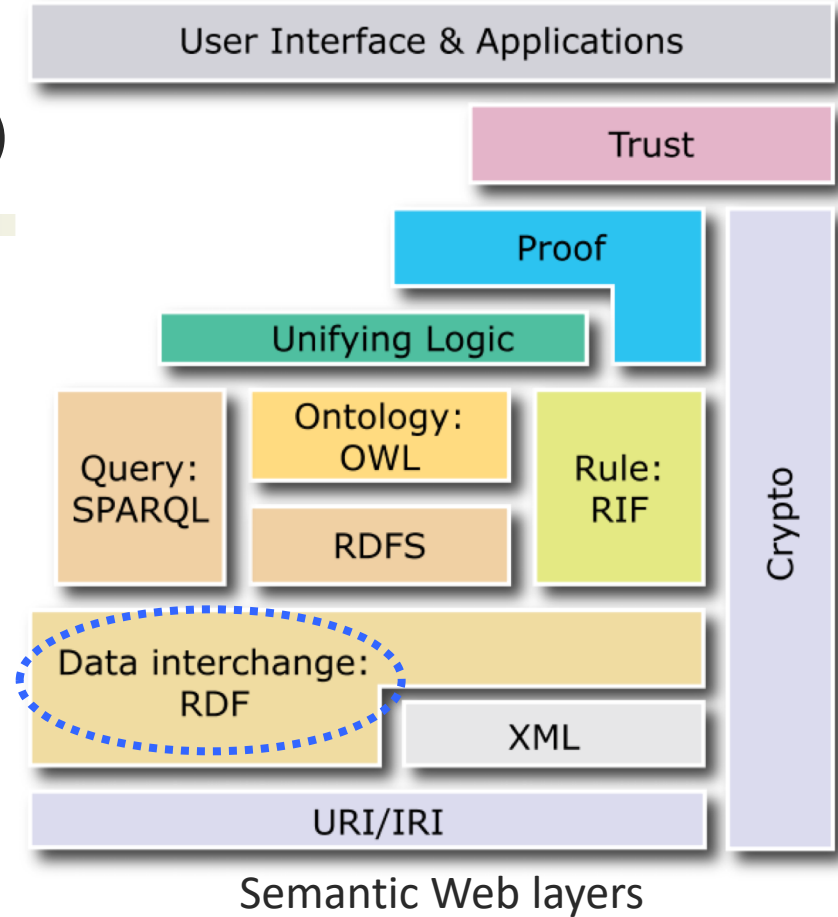 User Interface & Applications
)
Trust
Proof
Unifying Logic
Query:
SPARQL
Ontology:
OWL
RDFS
Rule:
RIF
Crypto
Data interchange:
RDF
XML
URI/IRI
Semantic Web layers